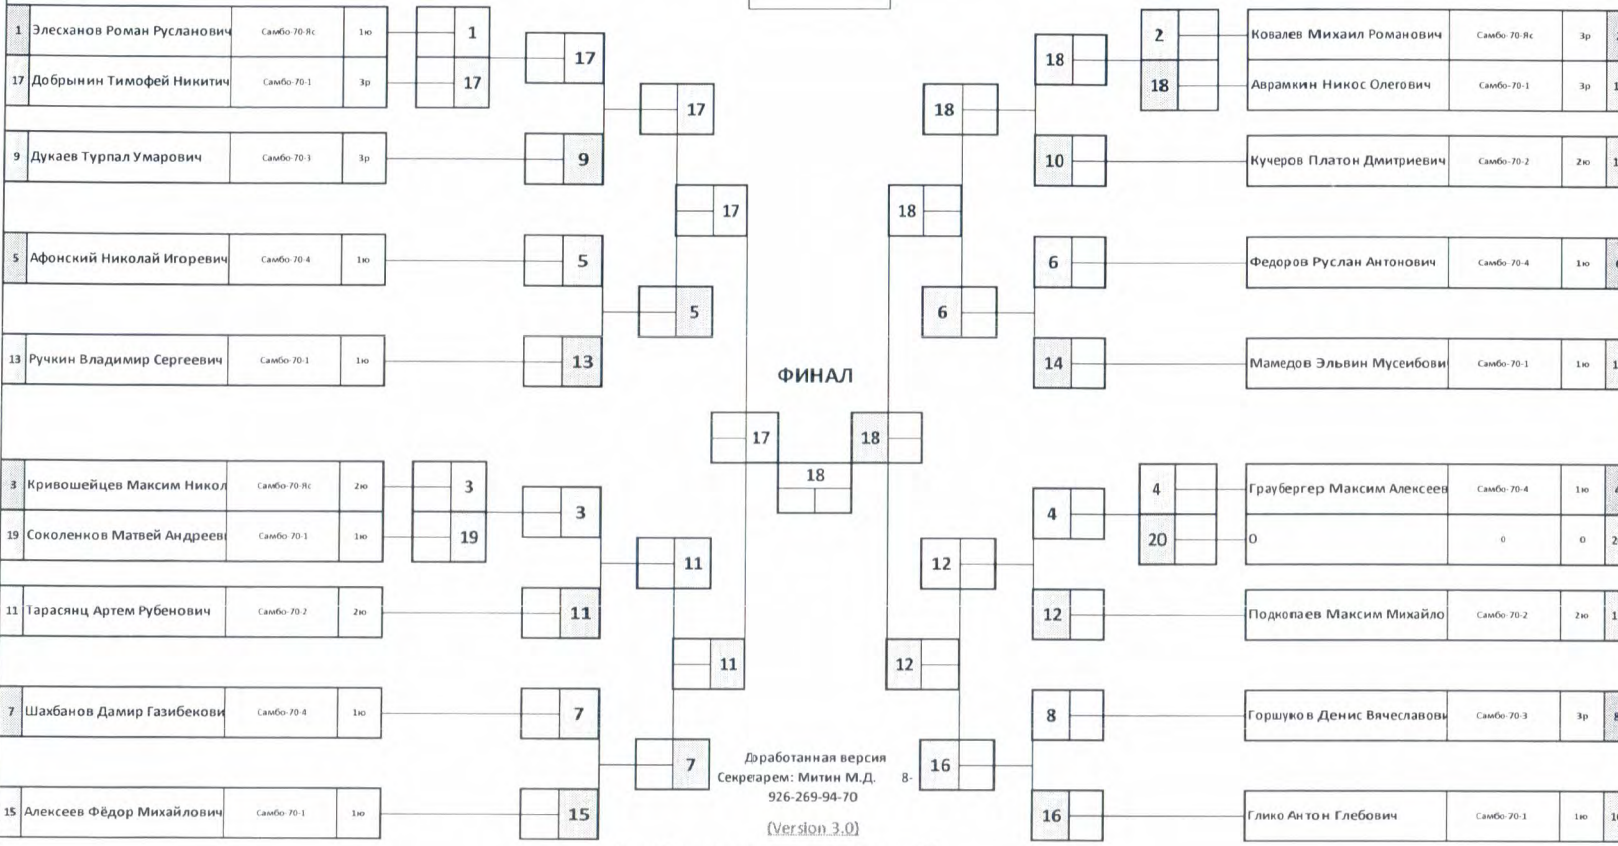 1 Элесханов Роман Русланович Самбо-70-Яс 1ю 1
17
17 Добрынин Тимофей Никитич Самбо-70-1 3р 17
17
9 Дукаев Турпал Умарович Самбо-70-3 3р 9
17
5 Афонский Николай Игоревич Самбо-70-4 1ю 5
5
13 Ручкин Владимир Сергеевич Самбо-70-1 1ю 13
3 Кривошейцев Максим Никол Самбо-70-Яс 2ю 3
3
19 Соколенков Матвей Андреев Самбо-70-1 1ю 19
11
11 Тарасянц Артем Рубенович Самбо-70-2 2ю 11
11
7 Шахбанов Дамир Газибекови Самбо-70-4 1ю 7
7
15 Алексеев Фёдор Михайлович Самбо-70-1 1ю 15
ФИНАЛ
17 18
18
2 Ковалев Михаил Романович Самбо-70-Яс 3р
18
18 Аврамкин Никос Олегович Самбо-70-1 3р 1
18
10 Кучеров Платон Дмитриевич Самбо-70-2 2ю 1
18
6 Федоров Руслан Антонович Самбо-70-4 1ю
6
14 Мамедов Эльвин Мусеибови Самбо-70-1 1ю 1
4 Граубергер Максим Алексеев Самбо-70-4 1ю 4
4
20 0 0 0 2
12
12 Подкопаев Максим Михайло Самбо-70-2 2ю 1
12
8 Горшуков Денис Вячеславов Самбо-70-3 3р 8
16
16 Глико Антон Глебович Самбо-70-1 1ю 16
Доработанная версия
Секретарем: Митин М.Д. 8-
926-269-94-70
(Version 3.0)